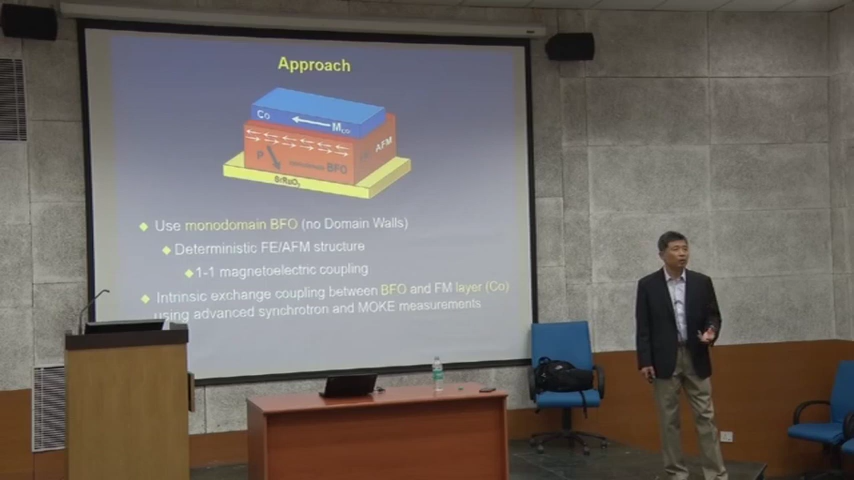 Approach
Co
M
AFM
P
BFO
SrRuO₃
Use monodomain BFO (no Domain Walls)
Deterministic FE/AFM structure
1-1 magnetoelectric coupling
Intrinsic exchange coupling between BFO and FM layer (Co)
using advanced synchrotron and MOKE measurements